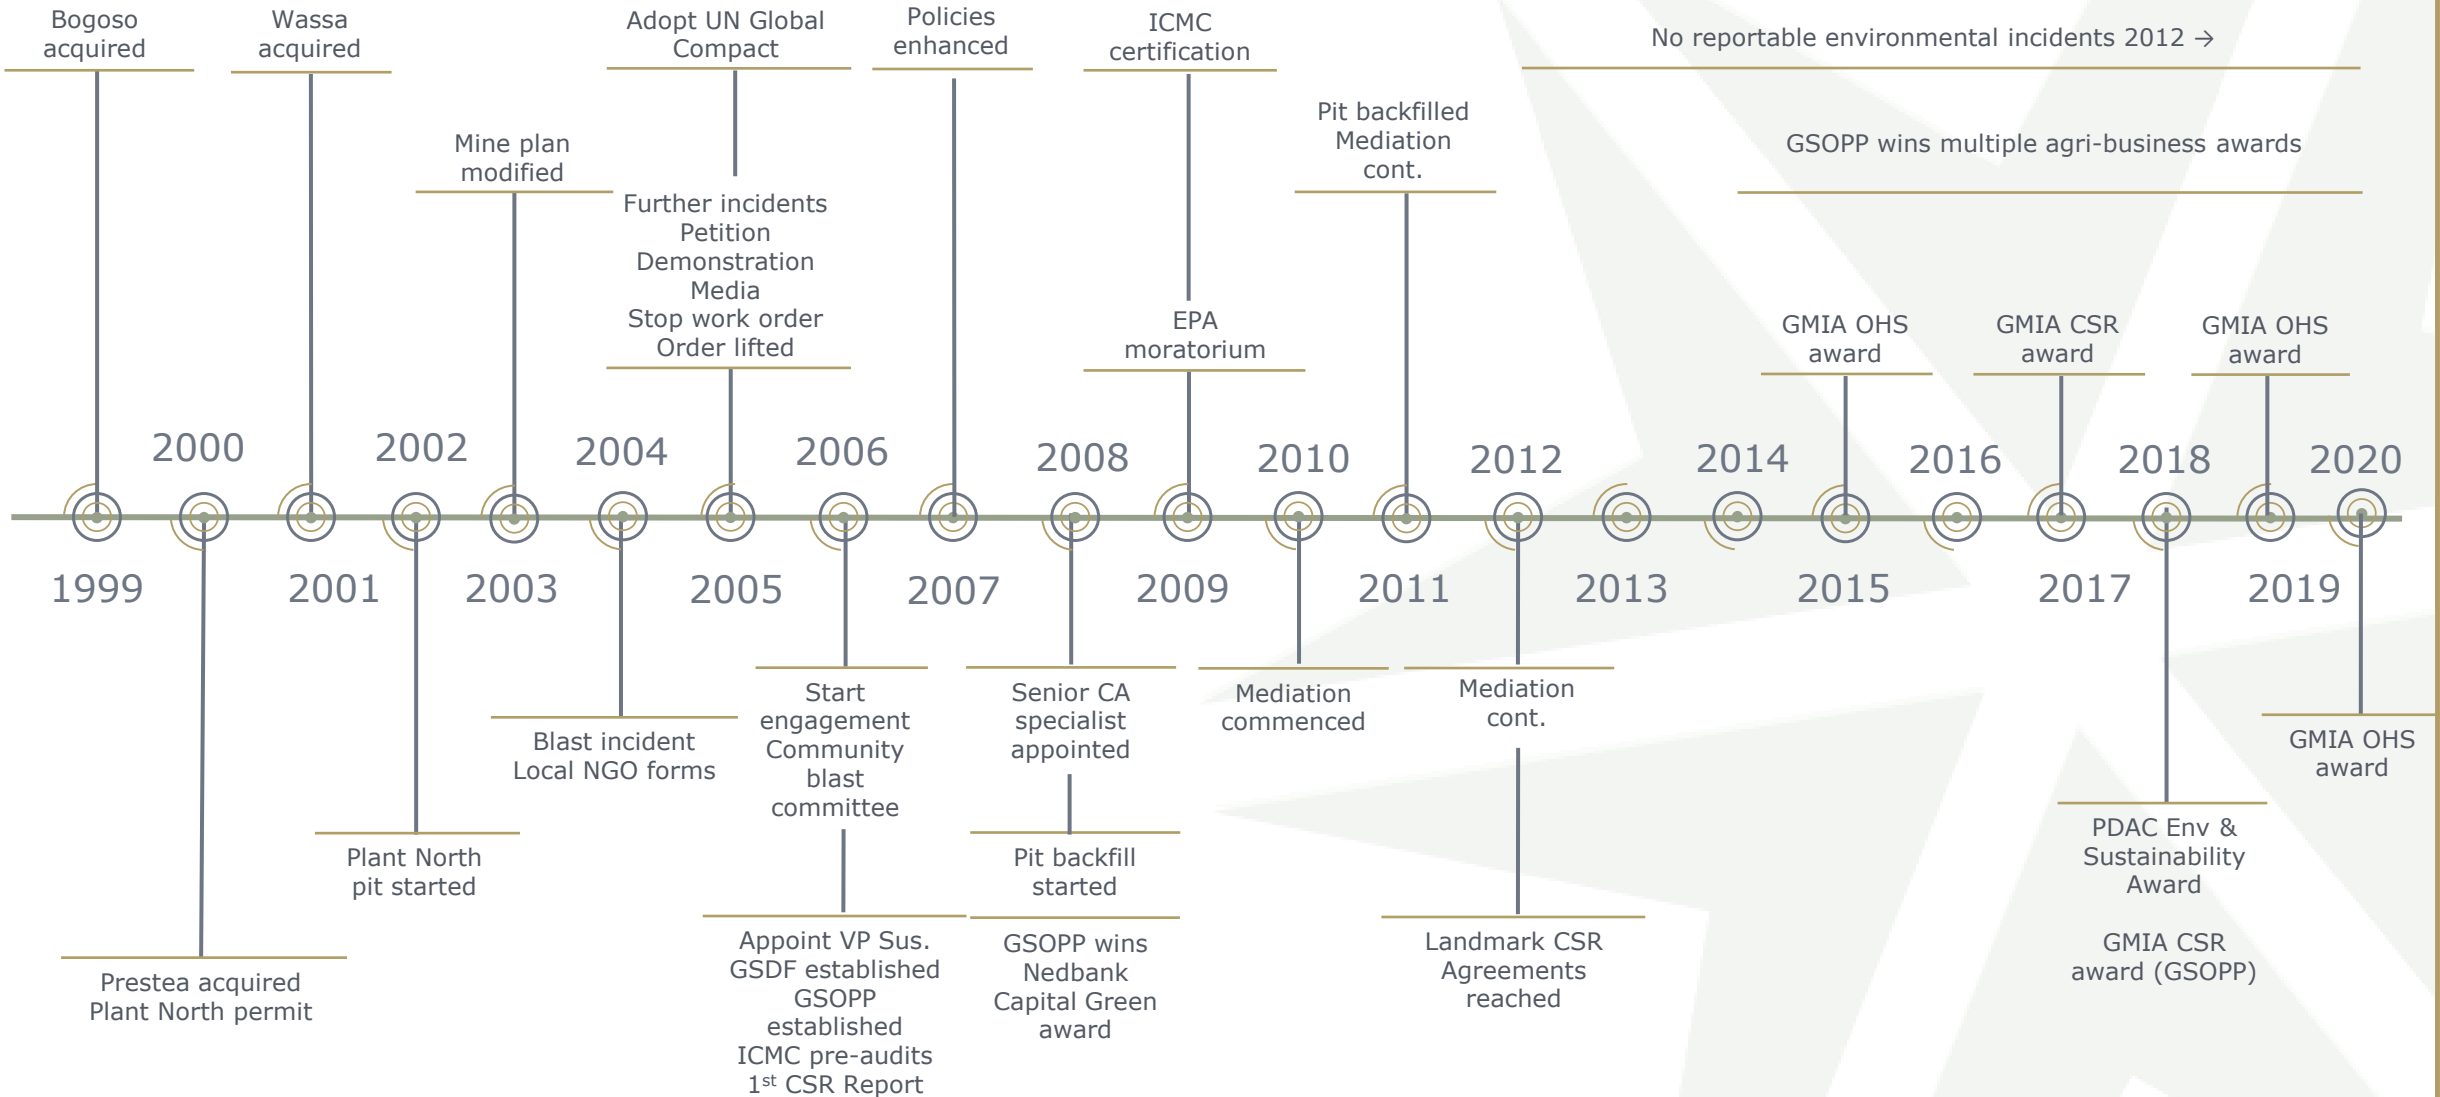 Bogoso
acquired
Wassa
acquired
Adopt UN Global
Compact
Policies
enhanced
ICMC
certification
No reportable environmental incidents 2012 →
Mine plan
modified
Pit backfilled
Mediation
cont.
GSOPP wins multiple agri-business awards
Further incidents
Petition
Demonstration
Media
Stop work order
Order lifted
EPA
moratorium
GMIA OHS
award
GMIA CSR
award
GMIA OHS
award
2000
2002
2004
2006
2008
2010
2012
2014
2016
2018
2020
1999
2001
2003
2005
2007
2009
2011
2013
2015
2017
2019
Prestea acquired
Plant North permit
Plant North
pit started
Blast incident
Local NGO forms
Start
engagement
Community
blast
committee
Appoint VP Sus.
GSDF established
GSOPP
established
ICMC pre-audits
1st CSR Report
Senior CA
specialist
appointed
Pit backfill
started
GSOPP wins
Nedbank
Capital Green
award
Mediation
commenced
Mediation
cont.
Landmark CSR
Agreements
reached
PDAC Env &
Sustainability
Award
GMIA CSR
award (GSOPP)
GMIA OHS
award